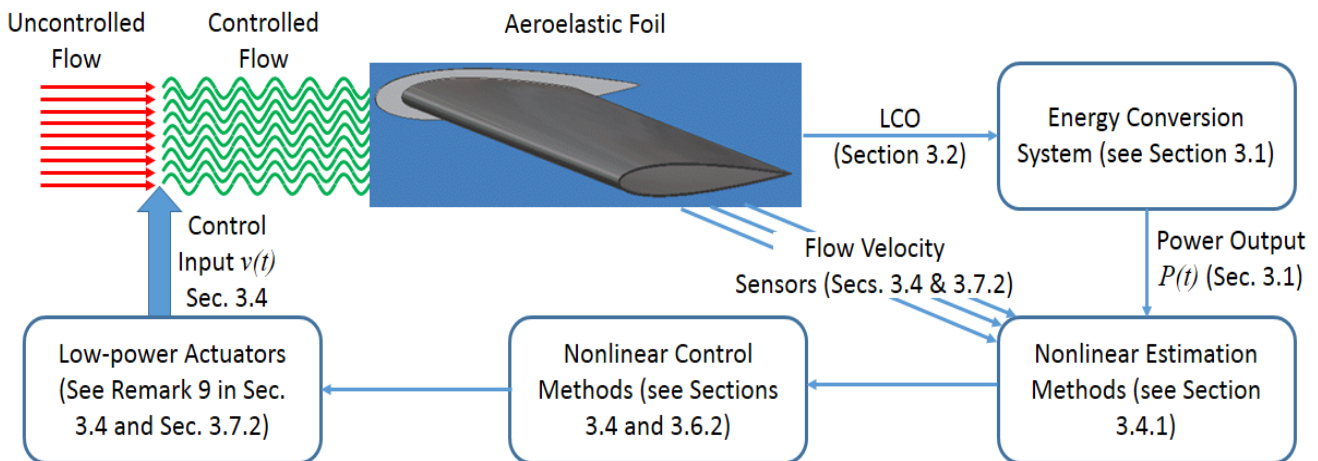 Uncontrolled
Flow
Controlled
Flow
Aeroelastic Foil
LCO
(Section 3.2)
Energy Conversion
System (see Section 3.1)
Control
Input v(t)
Sec. 3.4
Flow Velocity
Sensors (Secs. 3.4 & 3.7.2)
Power Output
P(t) (Sec. 3.1)
Low-power Actuators
(See Remark 9 in Sec.
3.4 and Sec. 3.7.2)
Nonlinear Control
Methods (see Sections
3.4 and 3.6.2)
Nonlinear Estimation
Methods (see Section
3.4.1)